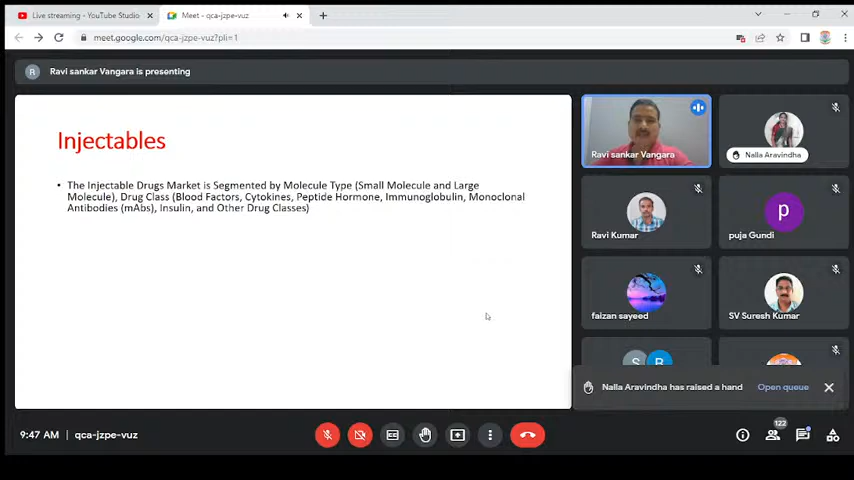 Live streaming - YouTube Studio
Meet - qca-jzpe-vuz
meet.google.com/qca-jzpe-vuz?pli=1
R
Ravi sankar Vangara is presenting
Injectables
• The Injectable Drugs Market is Segmented by Molecule Type (Small Molecule and Large
Molecule), Drug Class (Blood Factors, Cytokines, Peptide Hormone, Immunoglobulin, Monoclonal
Antibodies (mAbs), Insulin, and Other Drug Classes)
Ravi sankar Vangara
Nalla Aravindha
Ravi Kumar
p
puja Gundi
faizan sayeed
SV Suresh Kumar
S
B
Nalla Aravindha has raised a hand
Open queue
9:47 AM | qca-jzpe-vuz
122